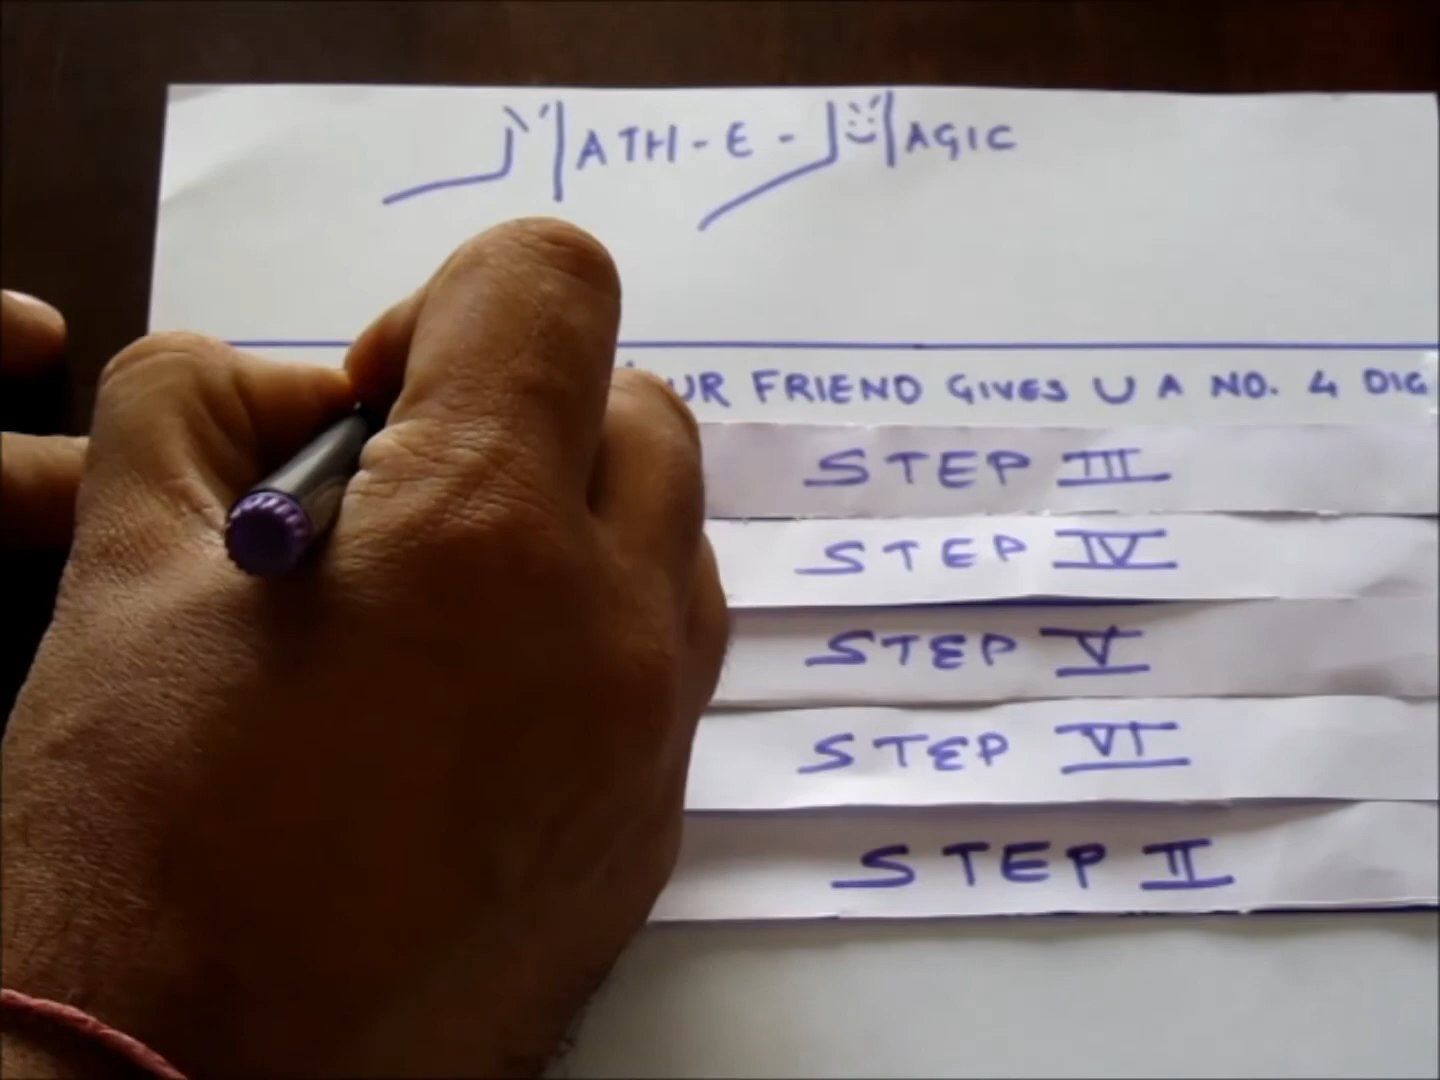 MATH-E-MAGIC
UR FRIEND GIVES U A NO. 4 DIG
STEP III
STEP IV
STEP V
STEP VI
STEP II